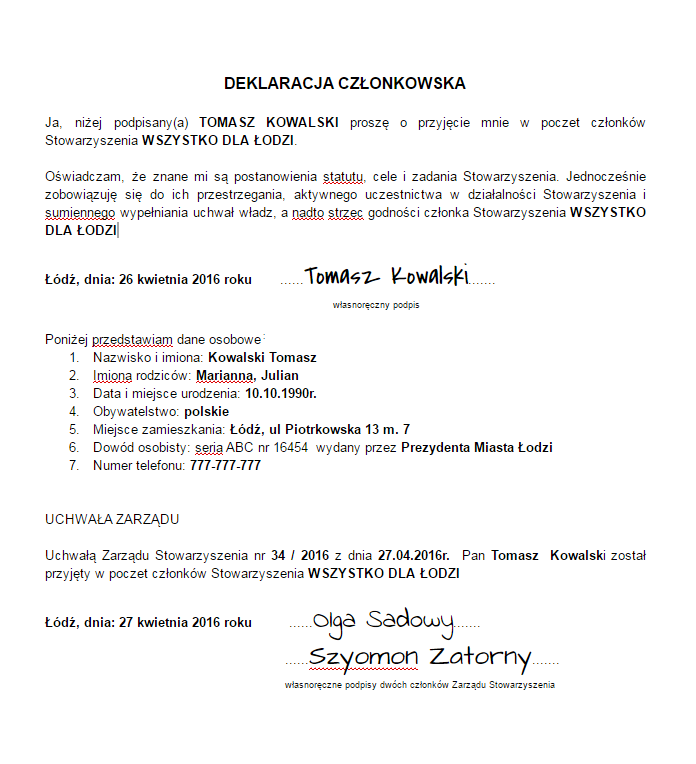 DEKLARACJA CZŁONKOWSKA
Ja, niżej podpisany(a) TOMASZ KOWALSKI proszę o przyjęcie mnie w poczet członków
Stowarzyszenia WSZYSTKO DLA ŁODZI.
Oświadczam, że znane mi są postanowienia statutu, cele i zadania Stowarzyszenia. Jednocześnie
zobowiązuję się do ich przestrzegania, aktywnego uczestnictwa w działalności Stowarzyszenia i
sumiennego wypełniania uchwał władz, a nadto strzec godności członka Stowarzyszenia WSZYSTKO
DLA ŁODZI
Łódź, dnia: 26 kwietnia 2016 roku ......Tomasz Kowalski.......
własnoręczny podpis
Poniżej przedstawiam dane osobowe:
1. Nazwisko i imiona: Kowalski Tomasz
2. Imiona rodziców: Marianna, Julian
3. Data i miejsce urodzenia: 10.10.1990r.
4. Obywatelstwo: polskie
5. Miejsce zamieszkania: Łódź, ul Piotrkowska 13 m. 7
6. Dowód osobisty: seria ABC nr 16454 wydany przez Prezydenta Miasta Łodzi
7. Numer telefonu: 777-777-777
UCHWAŁA ZARZĄDU
Uchwałą Zarządu Stowarzyszenia nr 34 / 2016 z dnia 27.04.2016r. Pan Tomasz Kowalski został
przyjęty w poczet członków Stowarzyszenia WSZYSTKO DLA ŁODZI
Łódź, dnia: 27 kwietnia 2016 roku ......Olga Sadowy.......
......Szyomon Zatorny.......
własnoręczne podpisy dwóch członków Zarządu Stowarzyszenia